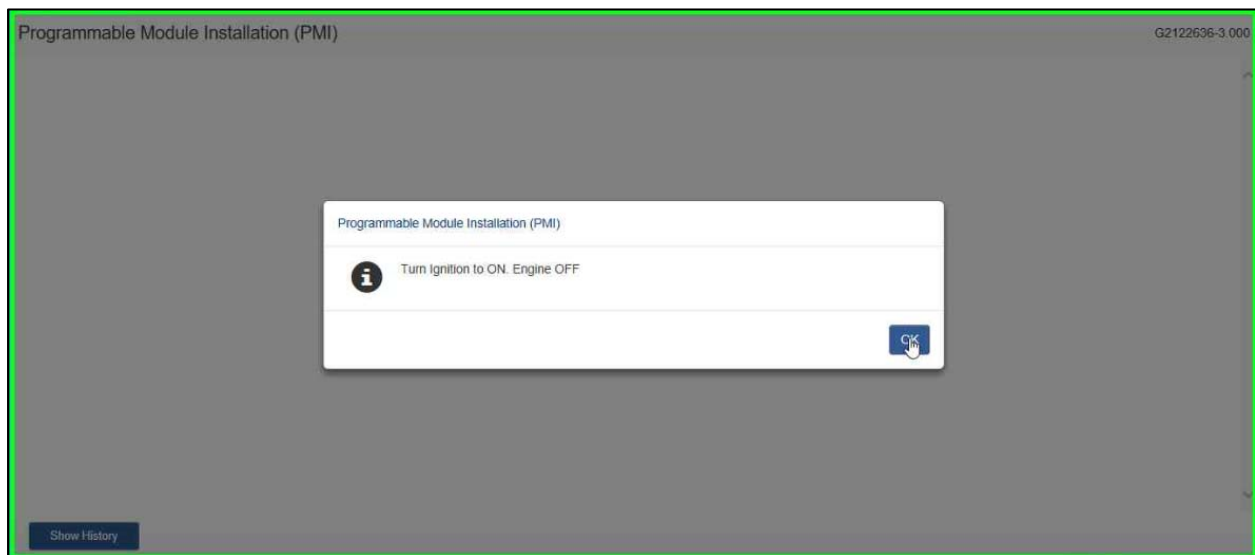 Programmable Module Installation (PMI)
G2122636-3.000
Programmable Module Installation (PMI)
Turn Ignition to ON. Engine OFF
OK
Show History